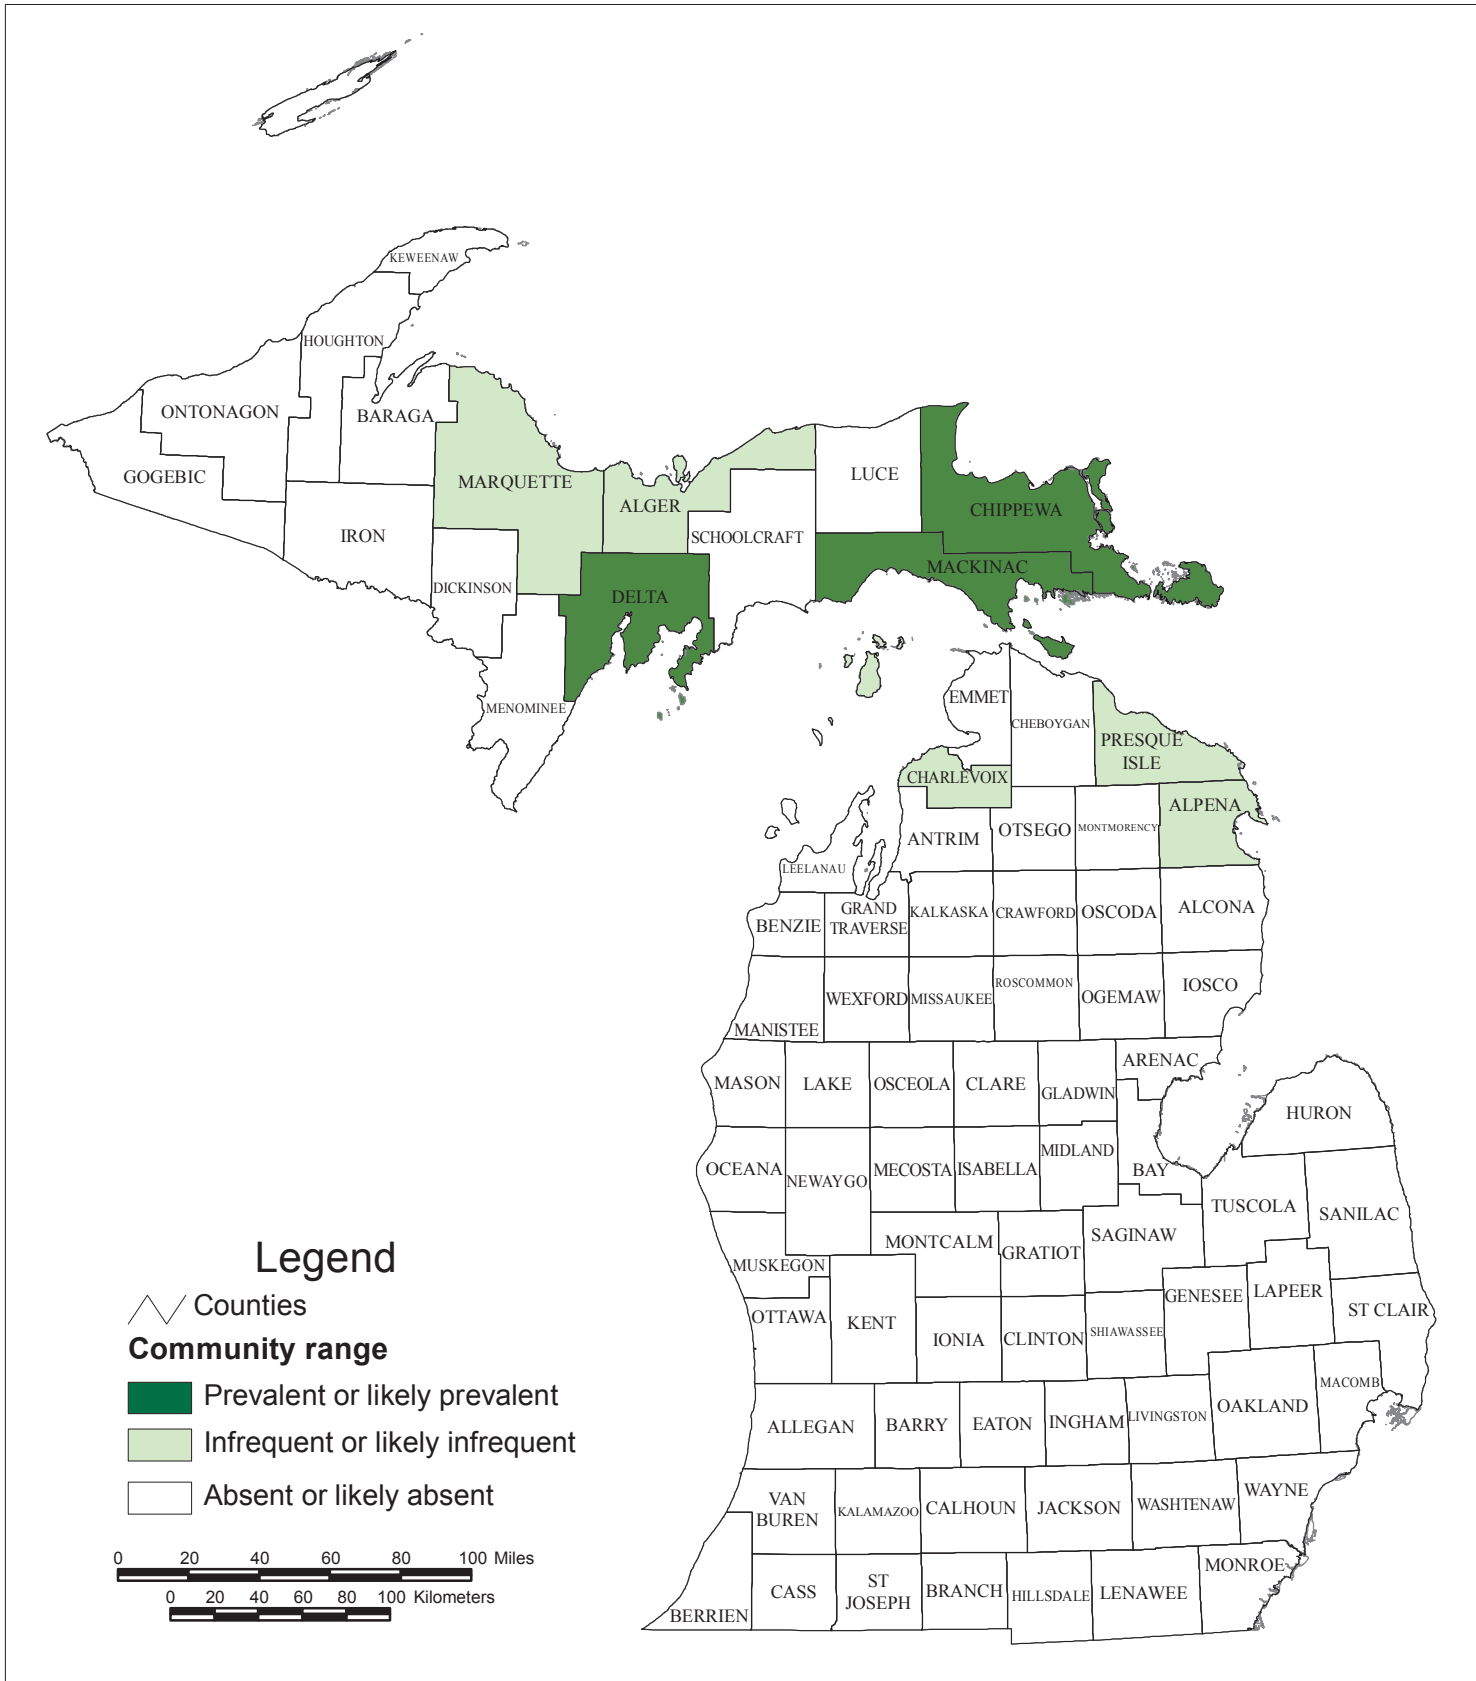 KEWEENAW
HOUGHTON
ONTONAGON
BARAGA
GOGEBIC
MARQUETTE
LUCE
ALGER
CHIPPEWA
IRON
SCHOOLCRAFT
MACKINAC
DICKINSON
DELTA
MENOMINEE
EMMET
CHEBOYGAN
PRESQUE
ISLE
CHARLEVOIX
ALPENA
ANTRIM
OTSEGO
MONTMORENCY
LEELANAU
BENZIE
GRAND
TRAVERSE
KALKASKA
CRAWFORD
OSCODA
ALCONA
MANISTEE
WEXFORD
MISSAUKEE
ROSCOMMON
OGEMAW
IOSCO
ARENAC
MASON
LAKE
OSCEOLA
CLARE
GLADWIN
HURON
OCEANA
NEWAYGO
MECOSTA
ISABELLA
MIDLAND
BAY
TUSCOLA
SANILAC
MUSKEGON
MONTCALM
GRATIOT
SAGINAW
GENESEE
LAPEER
ST CLAIR
OTTAWA
KENT
IONIA
CLINTON
SHIAWASSEE
OAKLAND
MACOMB
ALLEGAN
BARRY
EATON
INGHAM
LIVINGSTON
VAN
BUREN
KALAMAZOO
CALHOUN
JACKSON
WASHTENAW
WAYNE
BERRIEN
CASS
ST
JOSEPH
BRANCH
HILLSDALE
LENAWEE
MONROE
Legend
Counties
Community range
Prevalent or likely prevalent
Infrequent or likely infrequent
Absent or likely absent
0 20 40 60 80 100 Miles
0 20 40 60 80 100 Kilometers